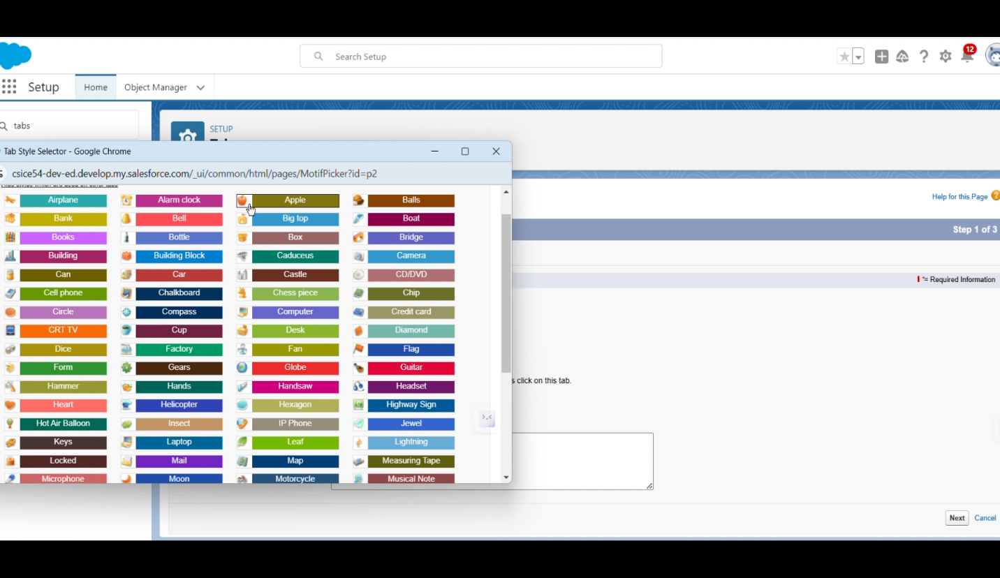 Search Setup
12
Setup
Home
Object Manager
tabs
SETUP
Tab Style Selector - Google Chrome
csice54-dev-ed.develop.my.salesforce.com/_ui/common/html/pages/MotifPicker?id=p2
Airplane Alarm clock Apple Balls
Bank Bell Big top Boat
Books Bottle Box Bridge
Building Building Block Caduceus Camera
Can Car Castle CD/DVD
Cell phone Chalkboard Chess piece Chip
Circle Compass Computer Credit card
CRT TV Cup Desk Diamond
Dice Factory Fan Flag
Form Gears Globe Guitar
Hammer Hands Handsaw Headset
Heart Helicopter Hexagon Highway Sign
Hot Air Balloon Insect IP Phone Jewel
Keys Laptop Leaf Lightning
Locked Mail Map Measuring Tape
Microphone Moon Motorcycle Musical Note
Help for this Page
Step 1 of 3
= Required Information
s click on this tab.
Next Cancel